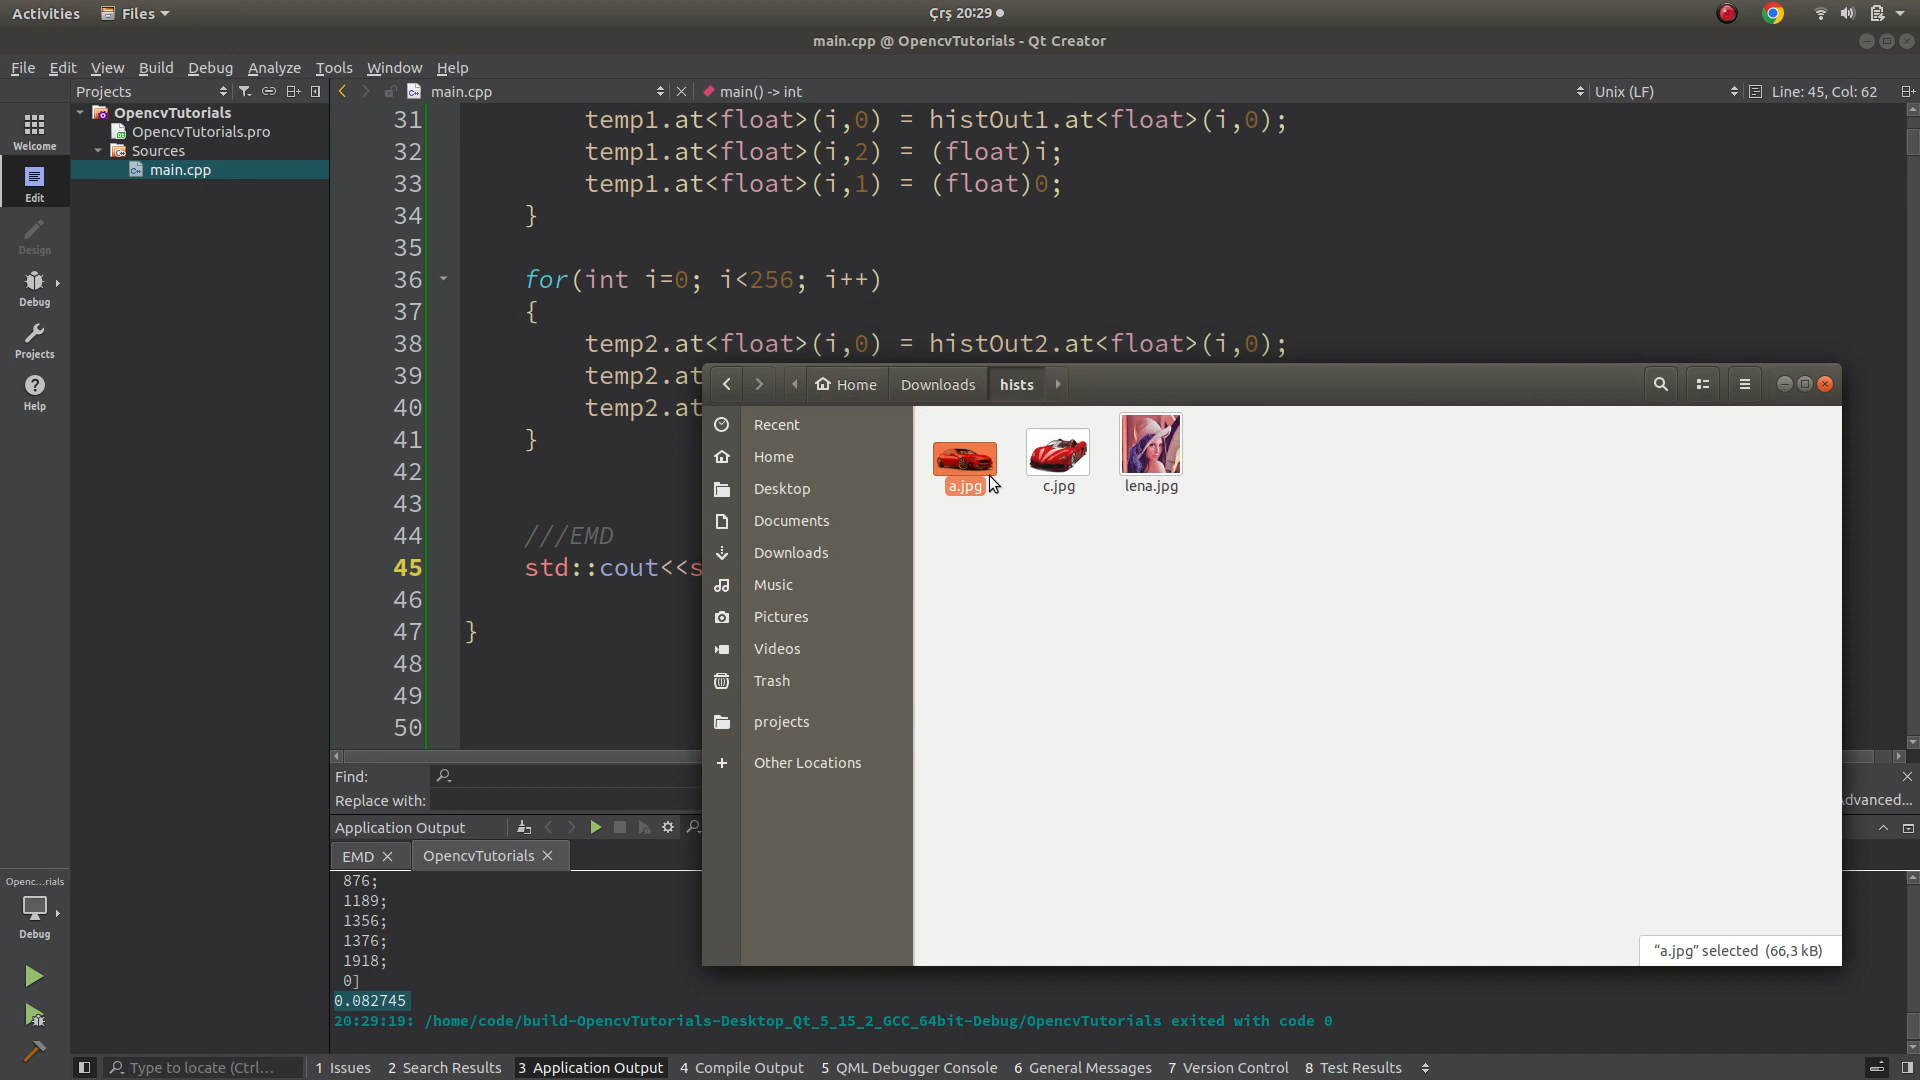 Activities Files Çrş 20:29
main.cpp @ OpencvTutorials - Qt Creator
File Edit View Build Debug Analyze Tools Window Help
Projects main.cpp main() -> int Unix (LF) Line: 45, Col: 62
OpencvTutorials
OpencvTutorials.pro
Sources
main.cpp
Welcome
Edit
Design
Debug
Projects
Help
31 temp1.at<float>(i,0) = histOut1.at<float>(i,0);
32 temp1.at<float>(i,2) = (float)i;
33 temp1.at<float>(i,1) = (float)0;
34 }
35
36 for(int i=0; i<256; i++)
37 {
38 temp2.at<float>(i,0) = histOut2.at<float>(i,0);
39 temp2.at
40 temp2.at
41 }
42
43
44 ///EMD
45 std::cout<<s
46
47 }
48
49
50
Home Downloads hists
Recent
Home
Desktop
Documents
Downloads
Music
Pictures
Videos
Trash
projects
Other Locations
a.jpg c.jpg lena.jpg
“a.jpg” selected (66,3 kB)
Find:
Replace with:
Application Output
EMD OpencvTutorials
876;
1189;
1356;
1376;
1918;
0]
0.082745
20:29:19: /home/code/build-OpencvTutorials-Desktop_Qt_5_15_2_GCC_64bit-Debug/OpencvTutorials exited with code 0
Openc...rials
Debug
Type to locate (Ctrl... 1 Issues 2 Search Results 3 Application Output 4 Compile Output 5 QML Debugger Console 6 General Messages 7 Version Control 8 Test Results